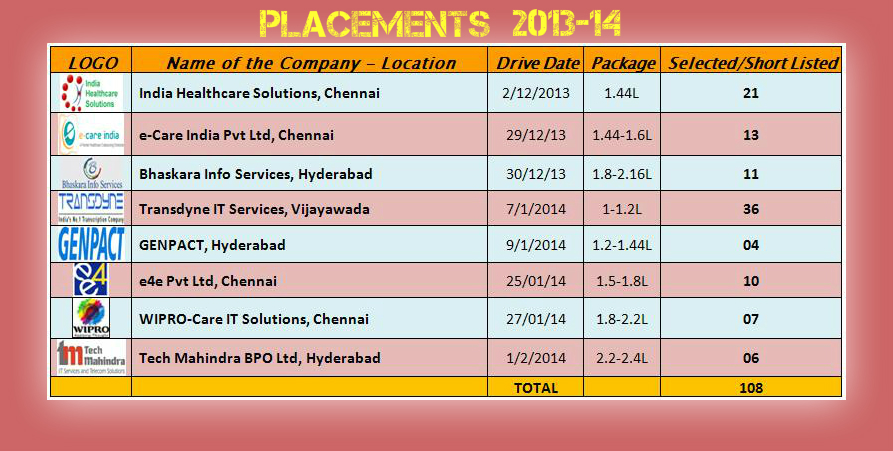 PLACEMENTS 2013-14
LOGO Name of the Company – Location Drive Date Package Selected/Short Listed
India Healthcare Solutions India Healthcare Solutions, Chennai 2/12/2013 1.44L 21
e-care india e-Care India Pvt Ltd, Chennai 29/12/13 1.44-1.6L 13
Bhaskara Info Services Bhaskara Info Services, Hyderabad 30/12/13 1.8-2.16L 11
TRANSDYNE India's No.1 Transcription Company Transdyne IT Services, Vijayawada 7/1/2014 1-1.2L 36
GENPACT GENPACT, Hyderabad 9/1/2014 1.2-1.44L 04
e4e e4e Pvt Ltd, Chennai 25/01/14 1.5-1.8L 10
WIPRO WIPRO-Care IT Solutions, Chennai 27/01/14 1.8-2.2L 07
Tech Mahindra IT Services and Telecom Solutions Tech Mahindra BPO Ltd, Hyderabad 1/2/2014 2.2-2.4L 06
TOTAL 108